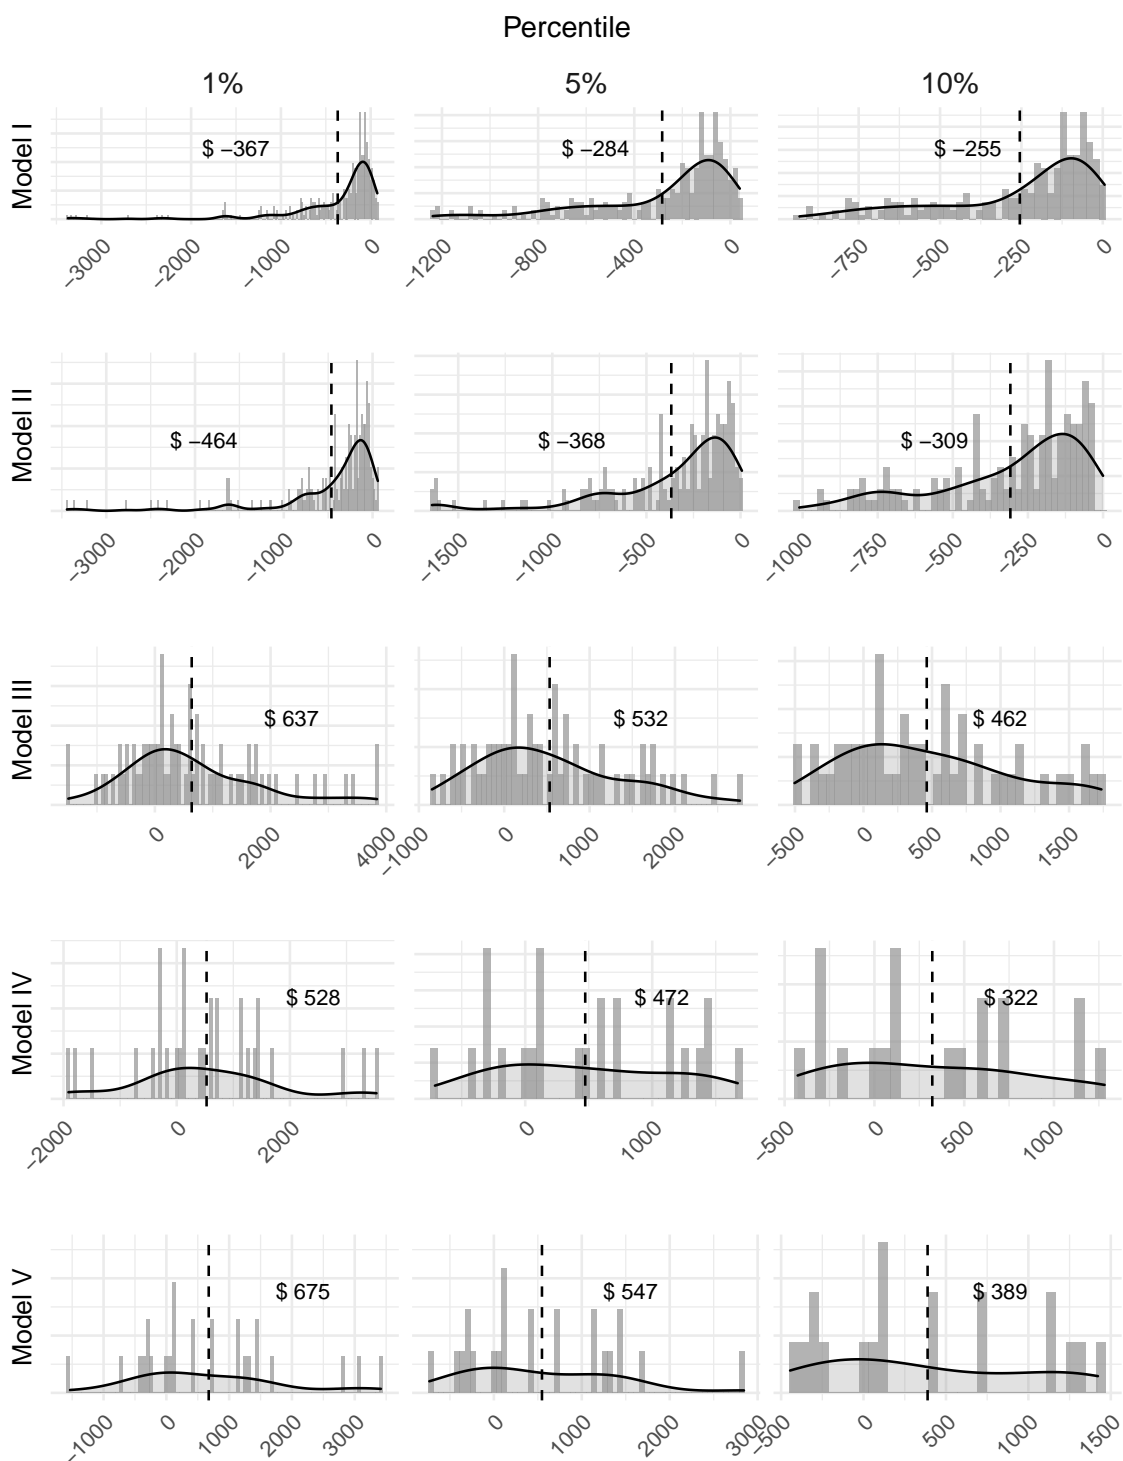 Percentile
1% 5% 10%
Model I
$ −367 $ −284 $ −255
−3000 −2000 −1000 0 −1200 −800 −400 0 −750 −500 −250 0
Model II
$ −464 $ −368 $ −309
−3000 −2000 −1000 0 −1500 −1000 −500 0 −1000 −750 −500 −250 0
Model III
$ 637 $ 532 $ 462
0 2000 4000 −1000 0 1000 2000 −500 0 500 1000 1500
Model IV
$ 528 $ 472 $ 322
−2000 0 2000 0 1000 −500 0 500 1000
Model V
$ 675 $ 547 $ 389
−1000 0 1000 2000 3000 0 1000 2000 3000 −500 0 500 1000 1500